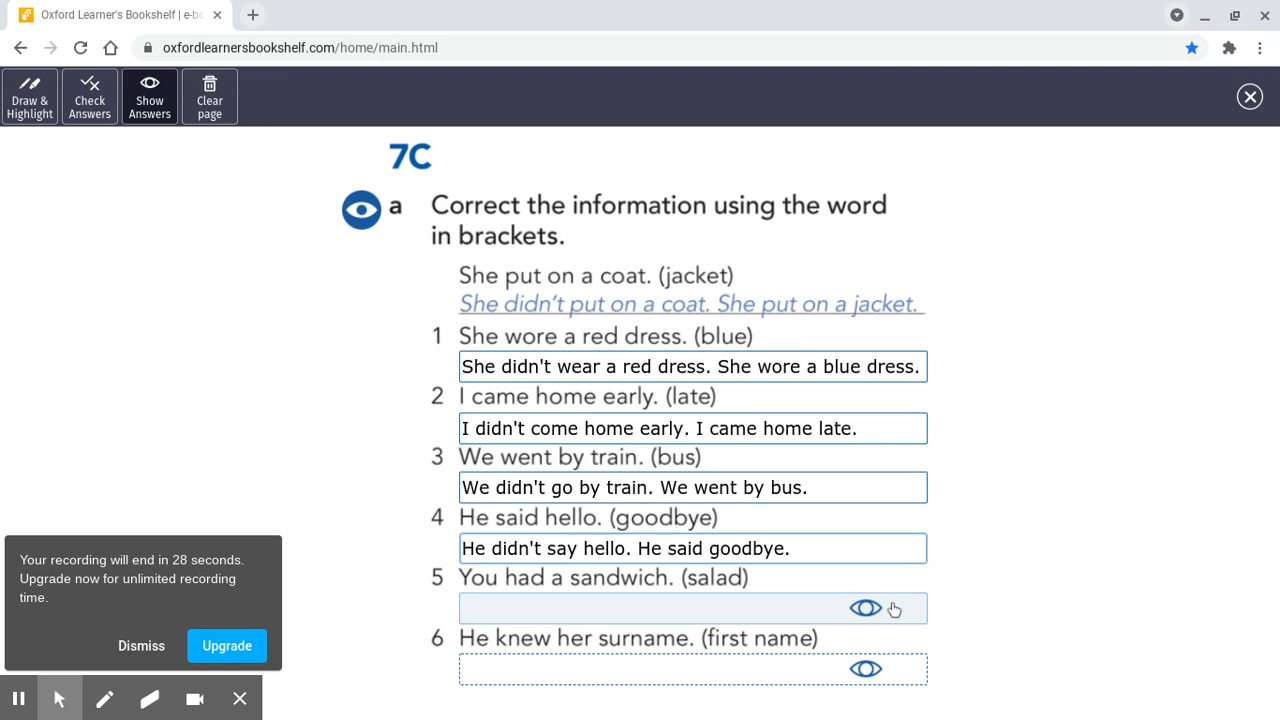 Oxford Learner's Bookshelf | e-bo
oxfordlearnersbookshelf.com/home/main.html
Draw & Highlight
Check Answers
Show Answers
Clear page
7C
a Correct the information using the word
in brackets.
She put on a coat. (jacket)
She didn't put on a coat. She put on a jacket.
1 She wore a red dress. (blue)
She didn't wear a red dress. She wore a blue dress.
2 I came home early. (late)
I didn't come home early. I came home late.
3 We went by train. (bus)
We didn't go by train. We went by bus.
4 He said hello. (goodbye)
He didn't say hello. He said goodbye.
5 You had a sandwich. (salad)
6 He knew her surname. (first name)
Your recording will end in 28 seconds.
Upgrade now for unlimited recording
time.
Dismiss
Upgrade